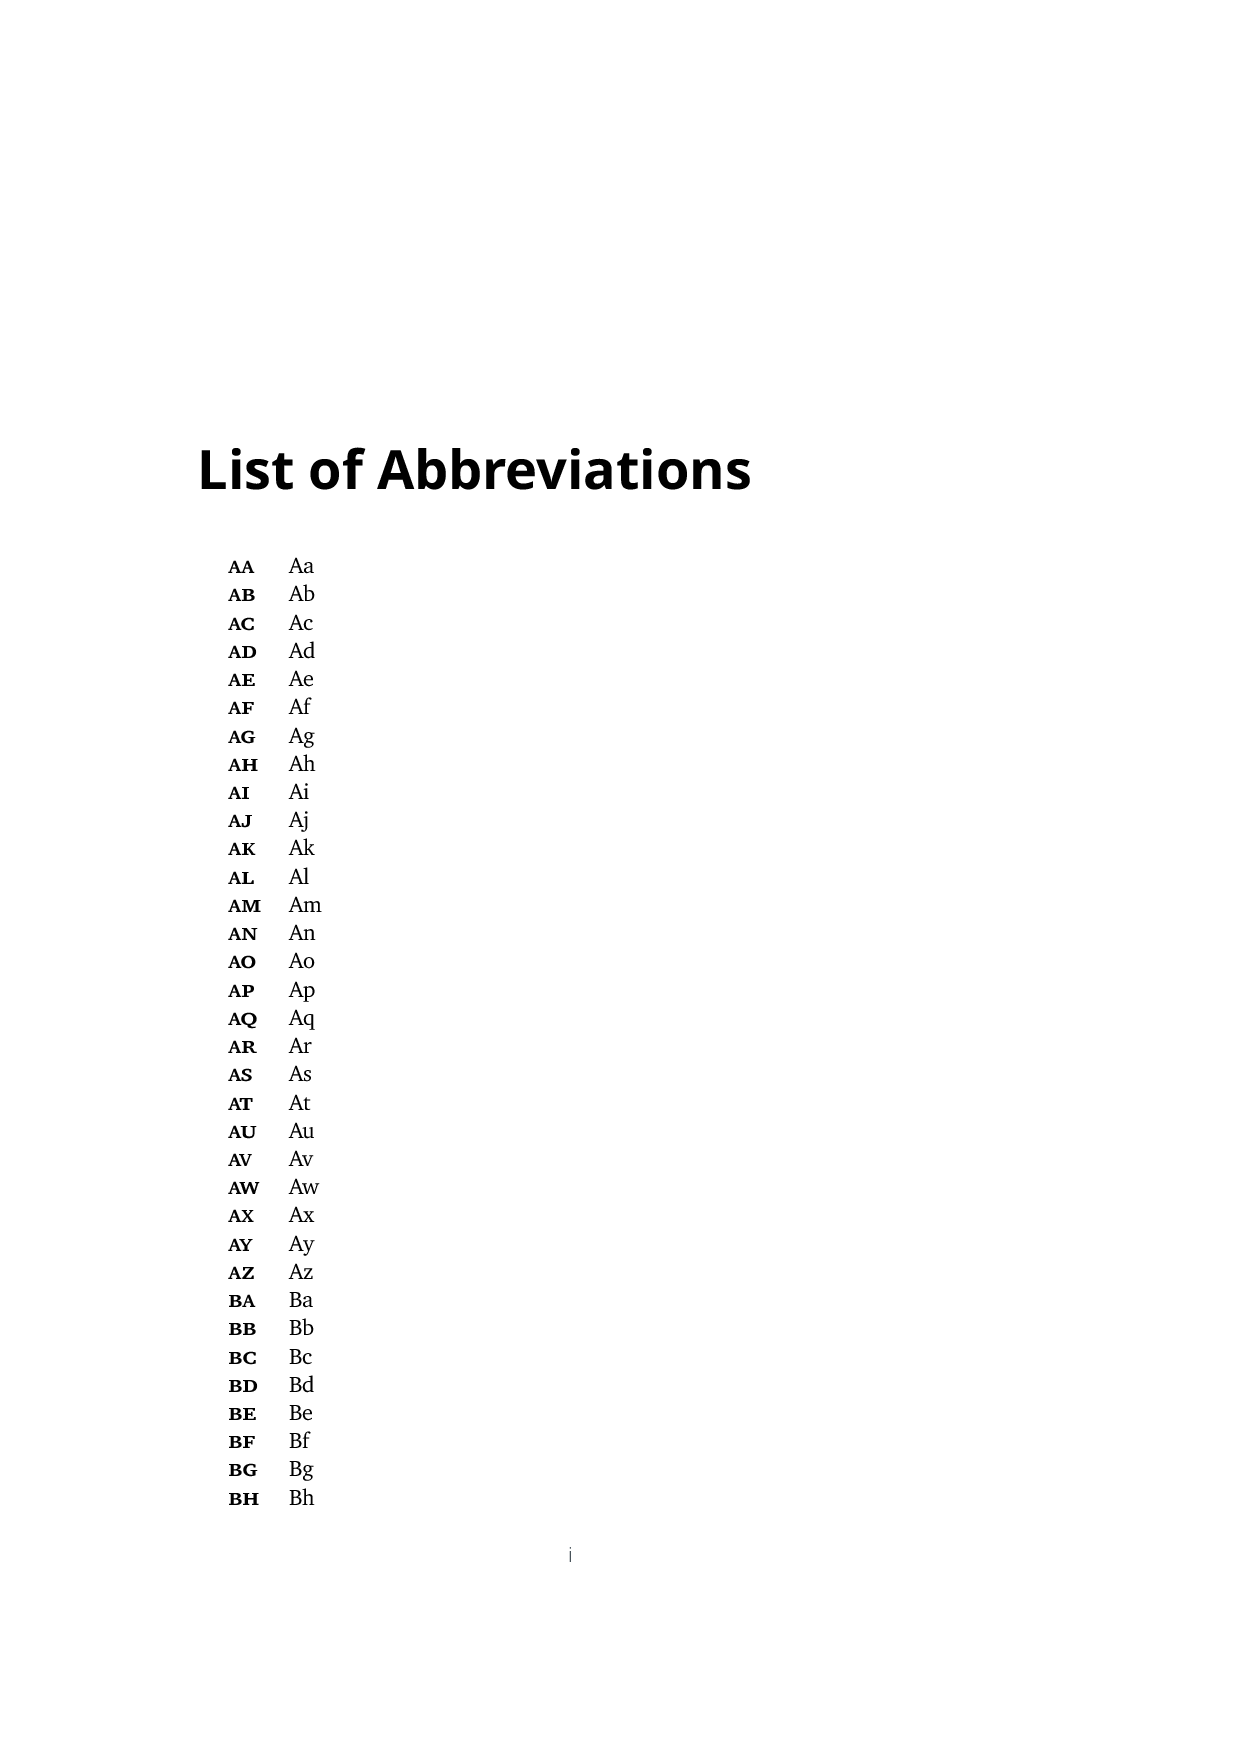 List of Abbreviations
AA Aa
AB Ab
AC Ac
AD Ad
AE Ae
AF Af
AG Ag
AH Ah
AI Ai
AJ Aj
AK Ak
AL Al
AM Am
AN An
AO Ao
AP Ap
AQ Aq
AR Ar
AS As
AT At
AU Au
AV Av
AW Aw
AX Ax
AY Ay
AZ Az
BA Ba
BB Bb
BC Bc
BD Bd
BE Be
BF Bf
BG Bg
BH Bh
i